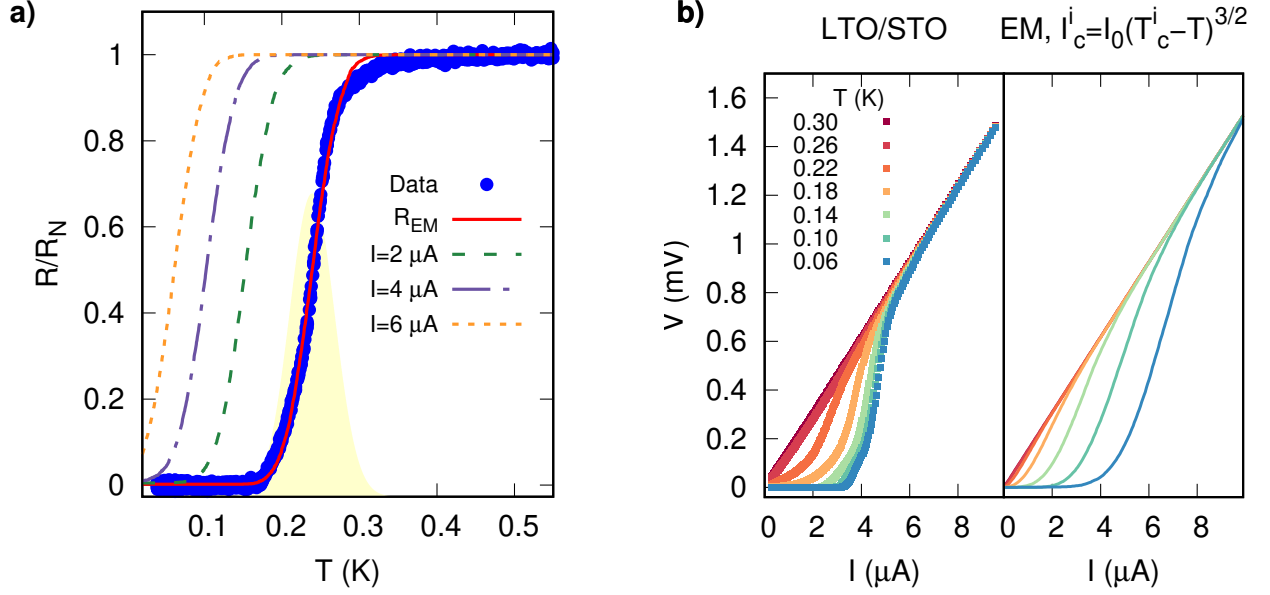 a)
R/R_N
1
0.8
0.6
0.4
0.2
0
0.1 0.2 0.3 0.4 0.5
T (K)
Data
R_EM
I=2 μA
I=4 μA
I=6 μA
b)
LTO/STO
EM, I^i_c=I_0(T^i_c−T)^3/2
V (mV)
1.6
1.4
1.2
1
0.8
0.6
0.4
0.2
0
T (K)
0.30
0.26
0.22
0.18
0.14
0.10
0.06
0 2 4 6 8
I (μA)
0 2 4 6 8
I (μA)